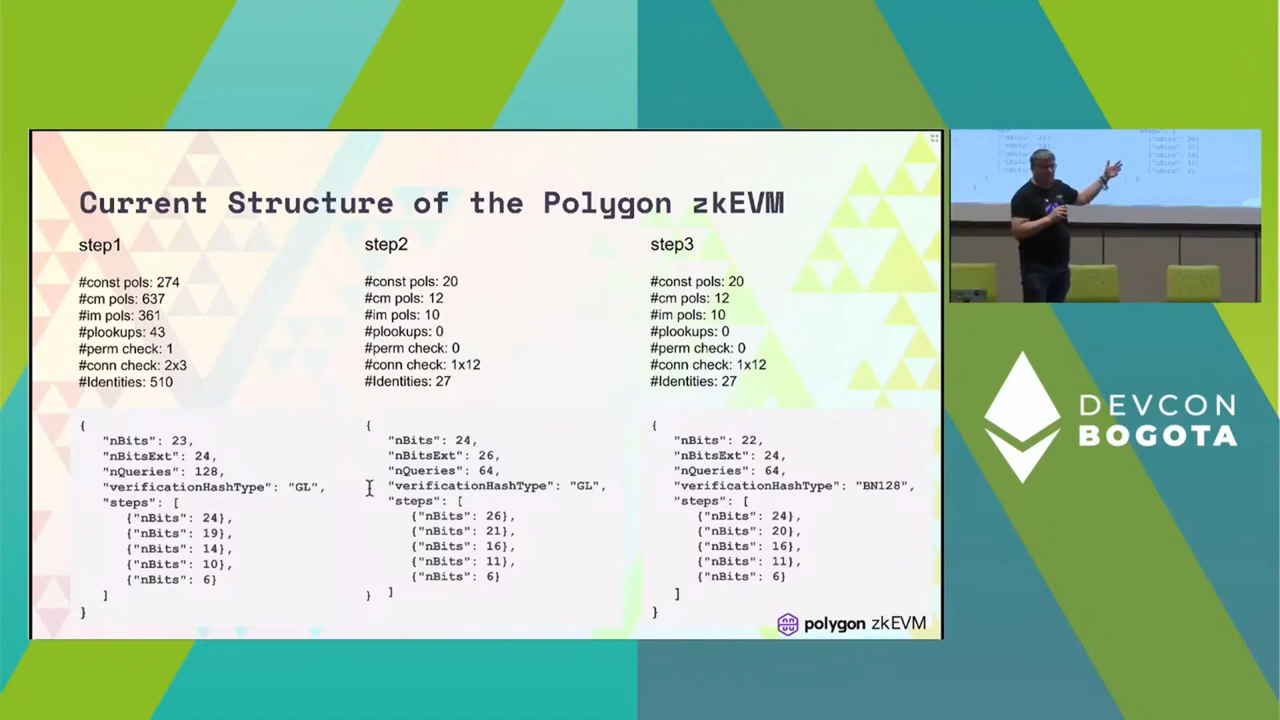 Current Structure of the Polygon zkEVM
step1
#const pols: 274
#cm pols: 637
#im pols: 361
#plookups: 43
#perm check: 1
#conn check: 2x3
#Identities: 510
{
"nBits": 23,
"nBitsExt": 24,
"nQueries": 128,
"verificationHashType": "GL",
"steps": [
{"nBits": 24},
{"nBits": 19},
{"nBits": 14},
{"nBits": 10},
{"nBits": 6}
]
}
step2
#const pols: 20
#cm pols: 12
#im pols: 10
#plookups: 0
#perm check: 0
#conn check: 1x12
#Identities: 27
{
"nBits": 24,
"nBitsExt": 26,
"nQueries": 64,
"verificationHashType": "GL",
"steps": [
{"nBits": 26},
{"nBits": 21},
{"nBits": 16},
{"nBits": 11},
{"nBits": 6}
]
}
step3
#const pols: 20
#cm pols: 12
#im pols: 10
#plookups: 0
#perm check: 0
#conn check: 1x12
#Identities: 27
{
"nBits": 22,
"nBitsExt": 24,
"nQueries": 64,
"verificationHashType": "BN128",
"steps": [
{"nBits": 24},
{"nBits": 20},
{"nBits": 16},
{"nBits": 11},
{"nBits": 6}
]
}
polygon zkEVM
DEVCON
BOGOTA